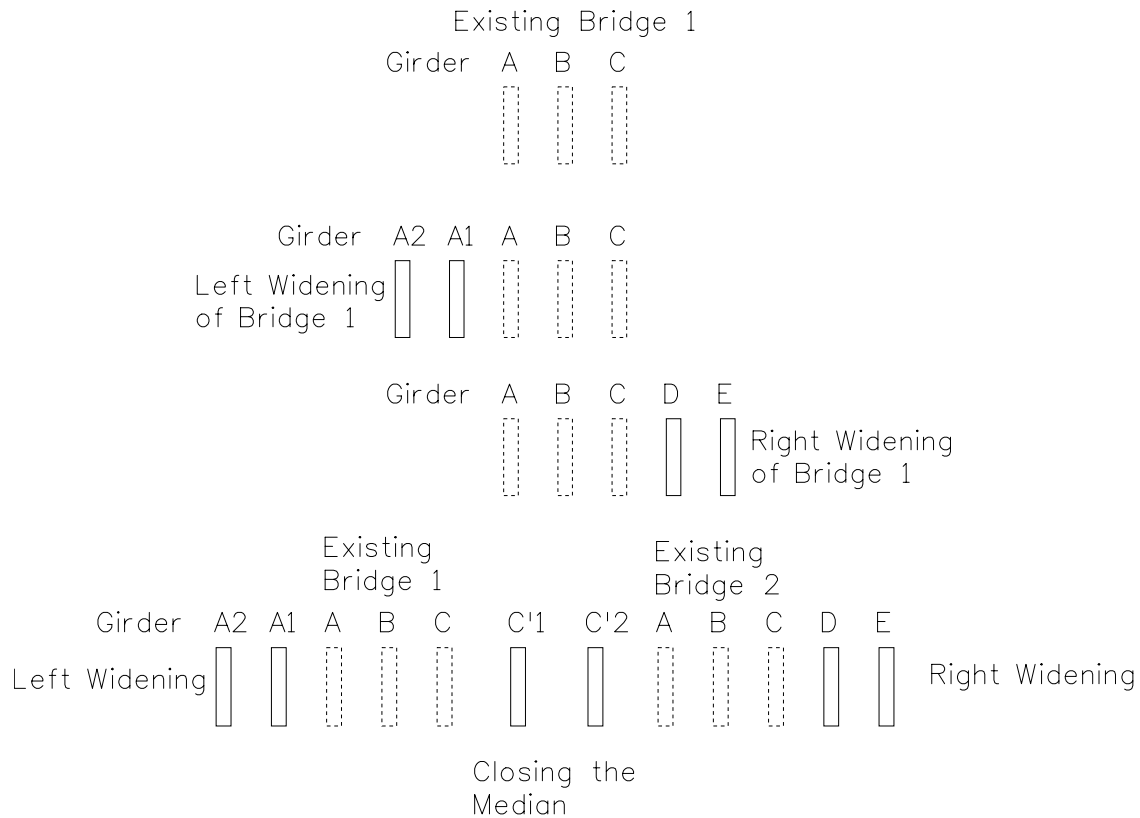 Existing Bridge 1
Girder A B C
Girder A2 A1 A B C
Left Widening
of Bridge 1
Girder A B C D E
Right Widening
of Bridge 1
Existing
Bridge 1
Existing
Bridge 2
Girder A2 A1 A B C C'1 C'2 A B C D E
Left Widening
Right Widening
Closing the
Median